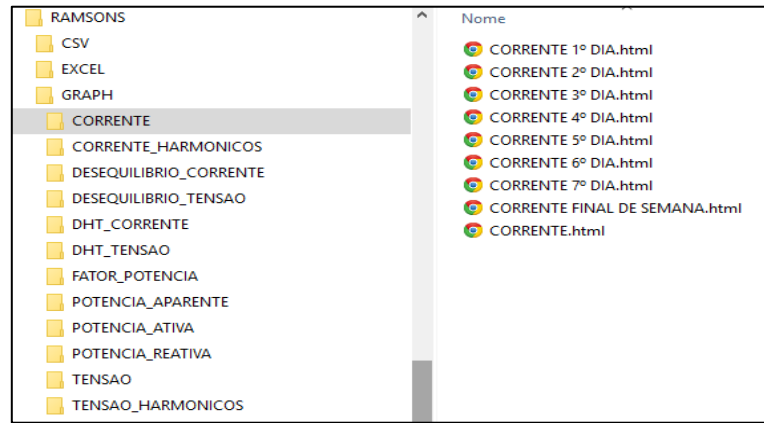 RAMSONS
CSV
EXCEL
GRAPH
CORRENTE
CORRENTE_HARMONICOS
DESEQUILIBRIO_CORRENTE
DESEQUILIBRIO_TENSAO
DHT_CORRENTE
DHT_TENSAO
FATOR_POTENCIA
POTENCIA_APARENTE
POTENCIA_ATIVA
POTENCIA_REATIVA
TENSAO
TENSAO_HARMONICOS
Nome
CORRENTE 1º DIA.html
CORRENTE 2º DIA.html
CORRENTE 3º DIA.html
CORRENTE 4º DIA.html
CORRENTE 5º DIA.html
CORRENTE 6º DIA.html
CORRENTE 7º DIA.html
CORRENTE FINAL DE SEMANA.html
CORRENTE.html